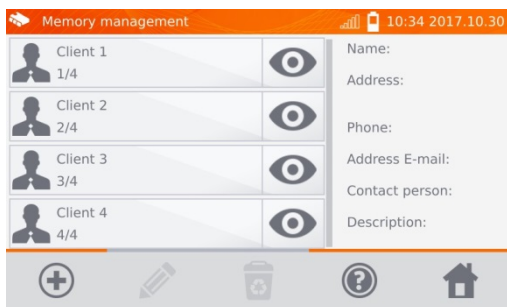 Memory management
10:34 2017.10.30
Client 1
1/4
Client 2
2/4
Client 3
3/4
Client 4
4/4
Name:
Address:
Phone:
Address E-mail:
Contact person:
Description: